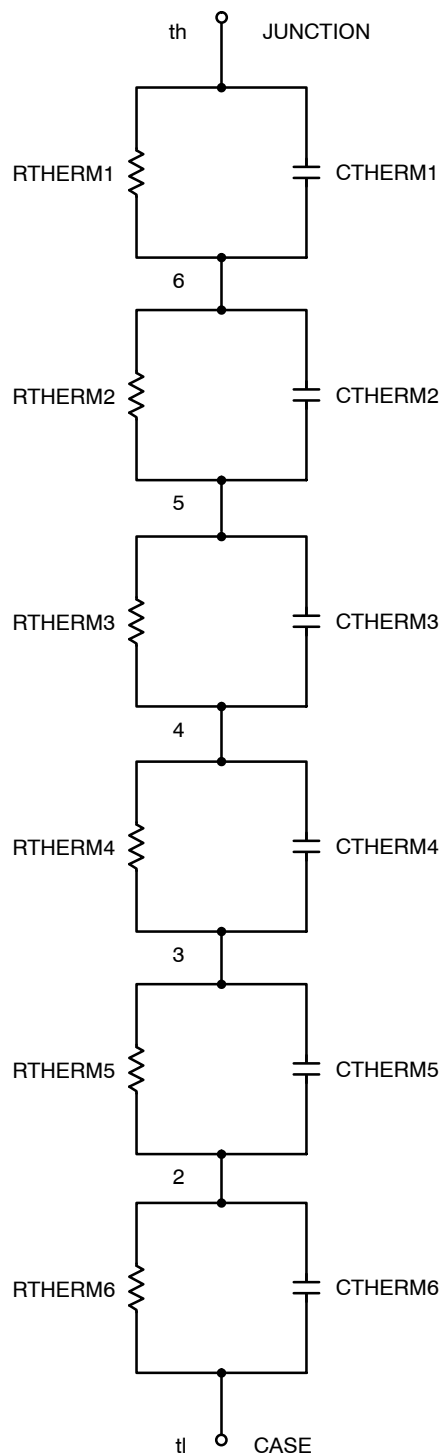 th JUNCTION
RTHERM1 CTHERM1
6
RTHERM2 CTHERM2
5
RTHERM3 CTHERM3
4
RTHERM4 CTHERM4
3
RTHERM5 CTHERM5
2
RTHERM6 CTHERM6
tl CASE